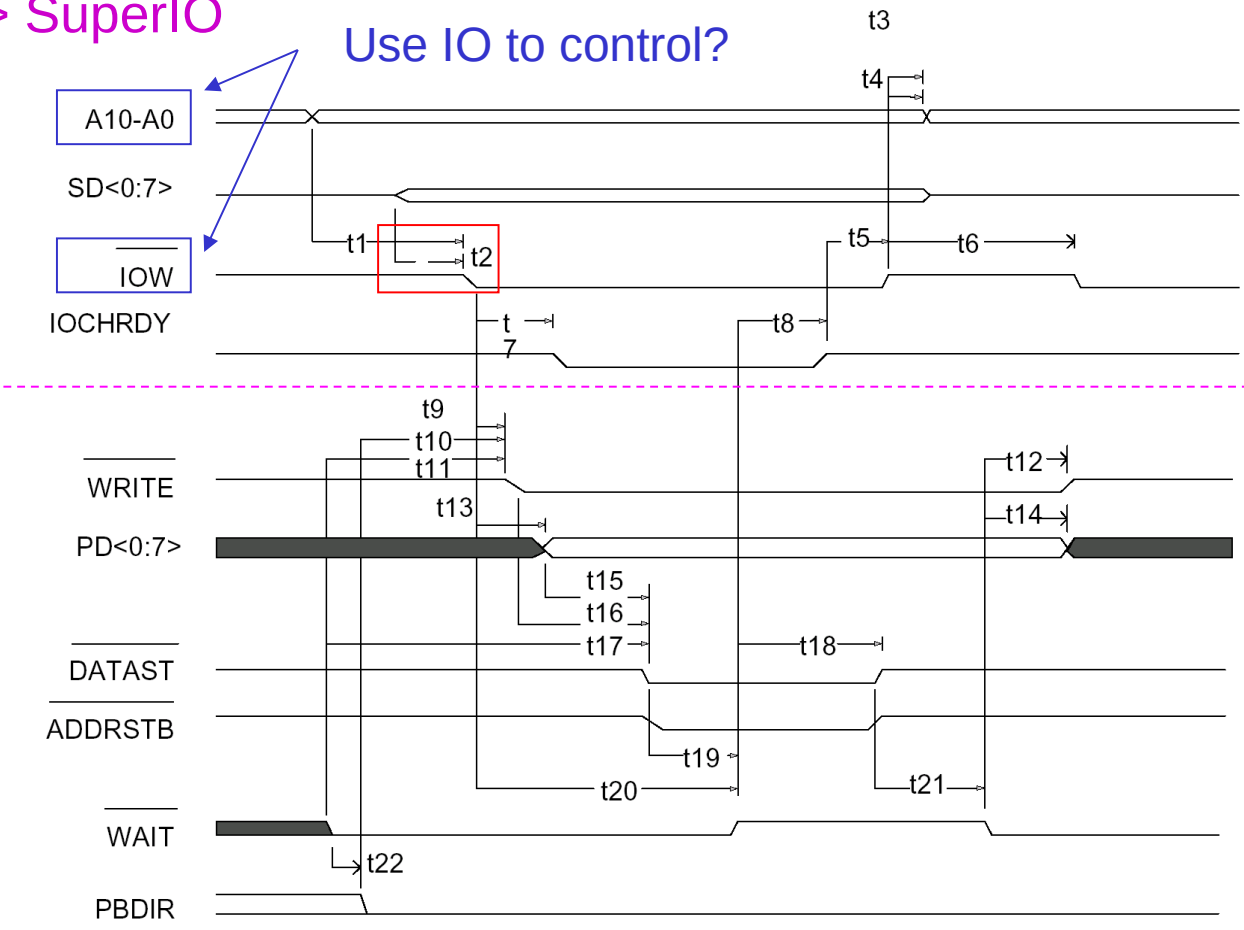 > SuperIO
Use IO to control?
t3
t4
A10-A0
SD<0:7>
t1
t2
t5
t6
IOW
IOCHRDY
t
7
t8
t9
t10
t11
t12
WRITE
t13
t14
PD<0:7>
t15
t16
t17
t18
DATAST
ADDRSTB
t19
t20
t21
WAIT
t22
PBDIR